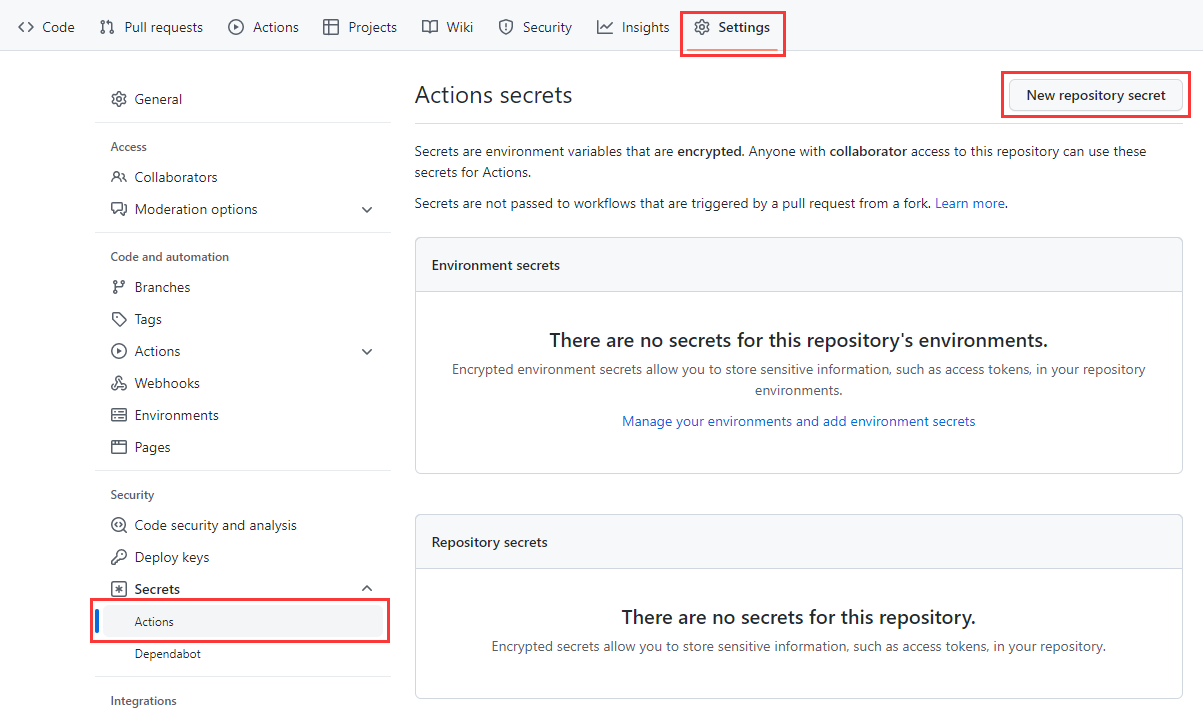 Code Pull requests Actions Projects Wiki Security Insights Settings
General
Access
Collaborators
Moderation options
Code and automation
Branches
Tags
Actions
Webhooks
Environments
Pages
Security
Code security and analysis
Deploy keys
Secrets
Actions
Dependabot
Integrations
Actions secrets
New repository secret
Secrets are environment variables that are encrypted. Anyone with collaborator access to this repository can use these
secrets for Actions.
Secrets are not passed to workflows that are triggered by a pull request from a fork. Learn more.
Environment secrets
There are no secrets for this repository's environments.
Encrypted environment secrets allow you to store sensitive information, such as access tokens, in your repository
environments.
Manage your environments and add environment secrets
Repository secrets
There are no secrets for this repository.
Encrypted secrets allow you to store sensitive information, such as access tokens, in your repository.